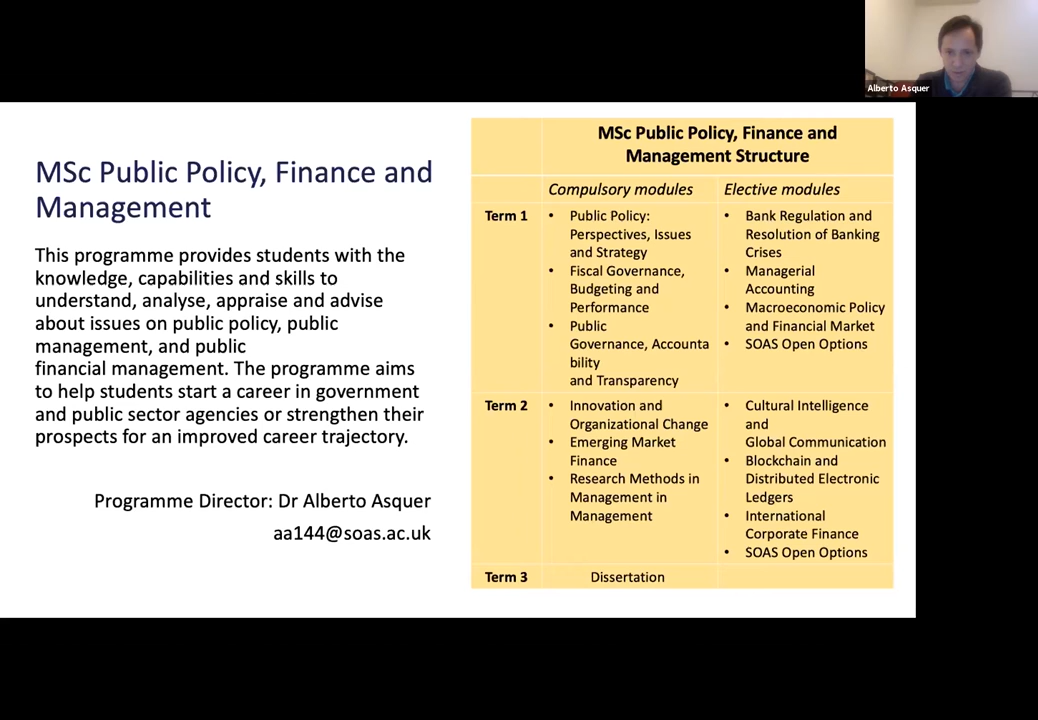 Alberto Asquer
MSc Public Policy, Finance and
Management
This programme provides students with the
knowledge, capabilities and skills to
understand, analyse, appraise and advise
about issues on public policy, public
management, and public
financial management. The programme aims
to help students start a career in government
and public sector agencies or strengthen their
prospects for an improved career trajectory.
Programme Director: Dr Alberto Asquer
aa144@soas.ac.uk
MSc Public Policy, Finance and
Management Structure
Compulsory modules
Elective modules
Term 1
• Public Policy:
Perspectives, Issues
and Strategy
• Fiscal Governance,
Budgeting and
Performance
• Public
Governance, Accounta
bility
and Transparency
• Bank Regulation and
Resolution of Banking
Crises
• Managerial
Accounting
• Macroeconomic Policy
and Financial Market
• SOAS Open Options
Term 2
• Innovation and
Organizational Change
• Emerging Market
Finance
• Research Methods in
Management in
Management
• Cultural Intelligence
and
Global Communication
• Blockchain and
Distributed Electronic
Ledgers
• International
Corporate Finance
• SOAS Open Options
Term 3
Dissertation